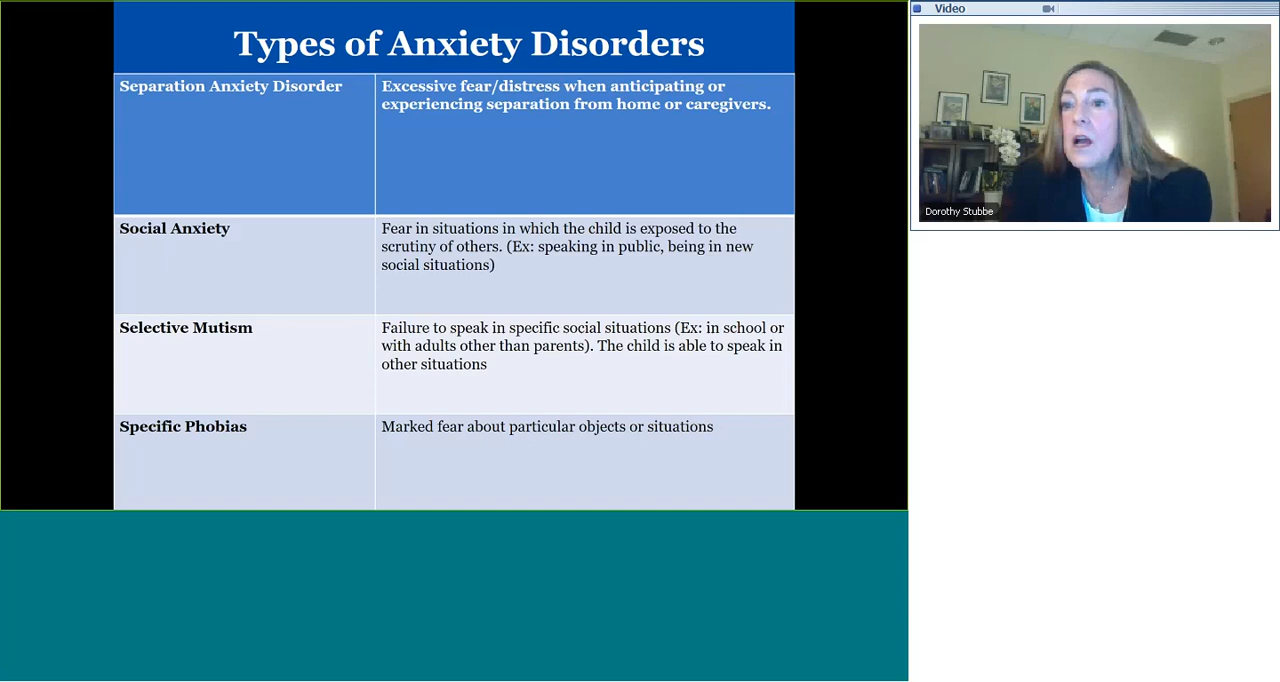 Types of Anxiety Disorders
Separation Anxiety Disorder
Excessive fear/distress when anticipating or
experiencing separation from home or caregivers.
Social Anxiety
Fear in situations in which the child is exposed to the
scrutiny of others. (Ex: speaking in public, being in new
social situations)
Selective Mutism
Failure to speak in specific social situations (Ex: in school or
with adults other than parents). The child is able to speak in
other situations
Specific Phobias
Marked fear about particular objects or situations
Video
Dorothy Stubbe